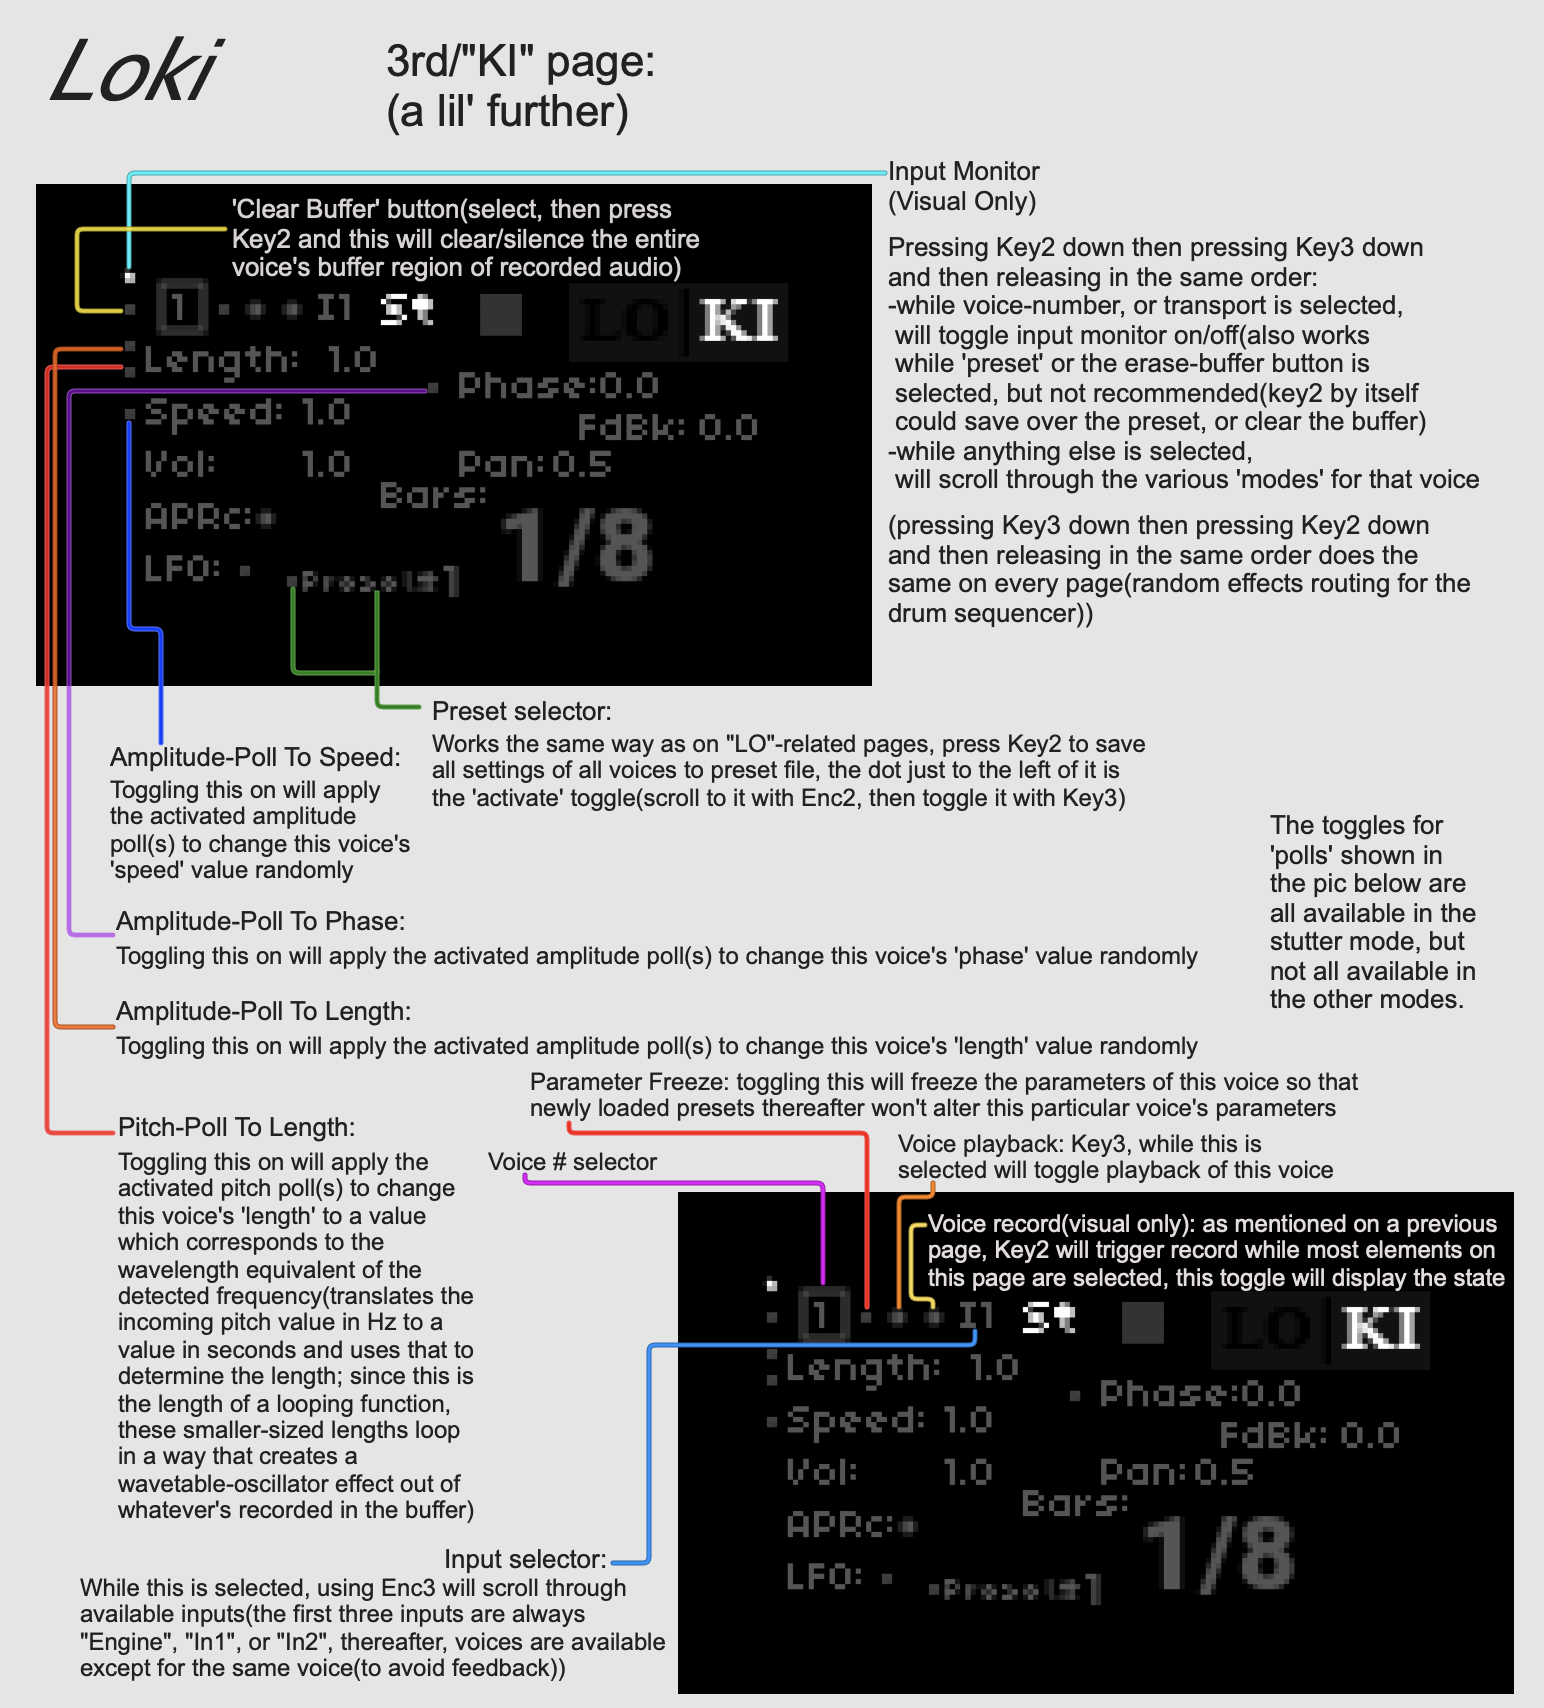 Loki
3rd/"KI" page:
(a lil' further)
Input Monitor
(Visual Only)
'Clear Buffer' button(select, then press
Key2 and this will clear/silence the entire
voice's buffer region of recorded audio)
1 I1 St LO KI
Length: 1.0
Phase:0.0
Speed: 1.0
FdBk: 0.0
Vol: 1.0 Pan:0.5
Bars:
APRc:
1/8
LFO:
Preset1
Pressing Key2 down then pressing Key3 down
and then releasing in the same order:
-while voice-number, or transport is selected,
will toggle input monitor on/off(also works
while 'preset' or the erase-buffer button is
selected, but not recommended(key2 by itself
could save over the preset, or clear the buffer)
-while anything else is selected,
will scroll through the various 'modes' for that voice
(pressing Key3 down then pressing Key2 down
and then releasing in the same order does the
same on every page(random effects routing for the
drum sequencer))
Preset selector:
Works the same way as on "LO"-related pages, press Key2 to save
all settings of all voices to preset file, the dot just to the left of it is
the 'activate' toggle(scroll to it with Enc2, then toggle it with Key3)
Amplitude-Poll To Speed:
Toggling this on will apply
the activated amplitude
poll(s) to change this voice's
'speed' value randomly
The toggles for
'polls' shown in
the pic below are
all available in the
stutter mode, but
not all available in
the other modes.
Amplitude-Poll To Phase:
Toggling this on will apply the activated amplitude poll(s) to change this voice's 'phase' value randomly
Amplitude-Poll To Length:
Toggling this on will apply the activated amplitude poll(s) to change this voice's 'length' value randomly
Parameter Freeze: toggling this will freeze the parameters of this voice so that
newly loaded presets thereafter won't alter this particular voice's parameters
Pitch-Poll To Length:
Toggling this on will apply the
activated pitch poll(s) to change
this voice's 'length' to a value
which corresponds to the
wavelength equivalent of the
detected frequency(translates the
incoming pitch value in Hz to a
value in seconds and uses that to
determine the length; since this is
the length of a looping function,
these smaller-sized lengths loop
in a way that creates a
wavetable-oscillator effect out of
whatever's recorded in the buffer)
Voice # selector
Voice playback: Key3, while this is
selected will toggle playback of this voice
Voice record(visual only): as mentioned on a previous
page, Key2 will trigger record while most elements on
this page are selected, this toggle will display the state
1 I1 St LO KI
Length: 1.0
Phase:0.0
Speed: 1.0
FdBk: 0.0
Vol: 1.0 Pan:0.5
Bars:
APRc:
1/8
LFO:
Preset1
Input selector:
While this is selected, using Enc3 will scroll through
available inputs(the first three inputs are always
"Engine", "In1", or "In2", thereafter, voices are available
except for the same voice(to avoid feedback))